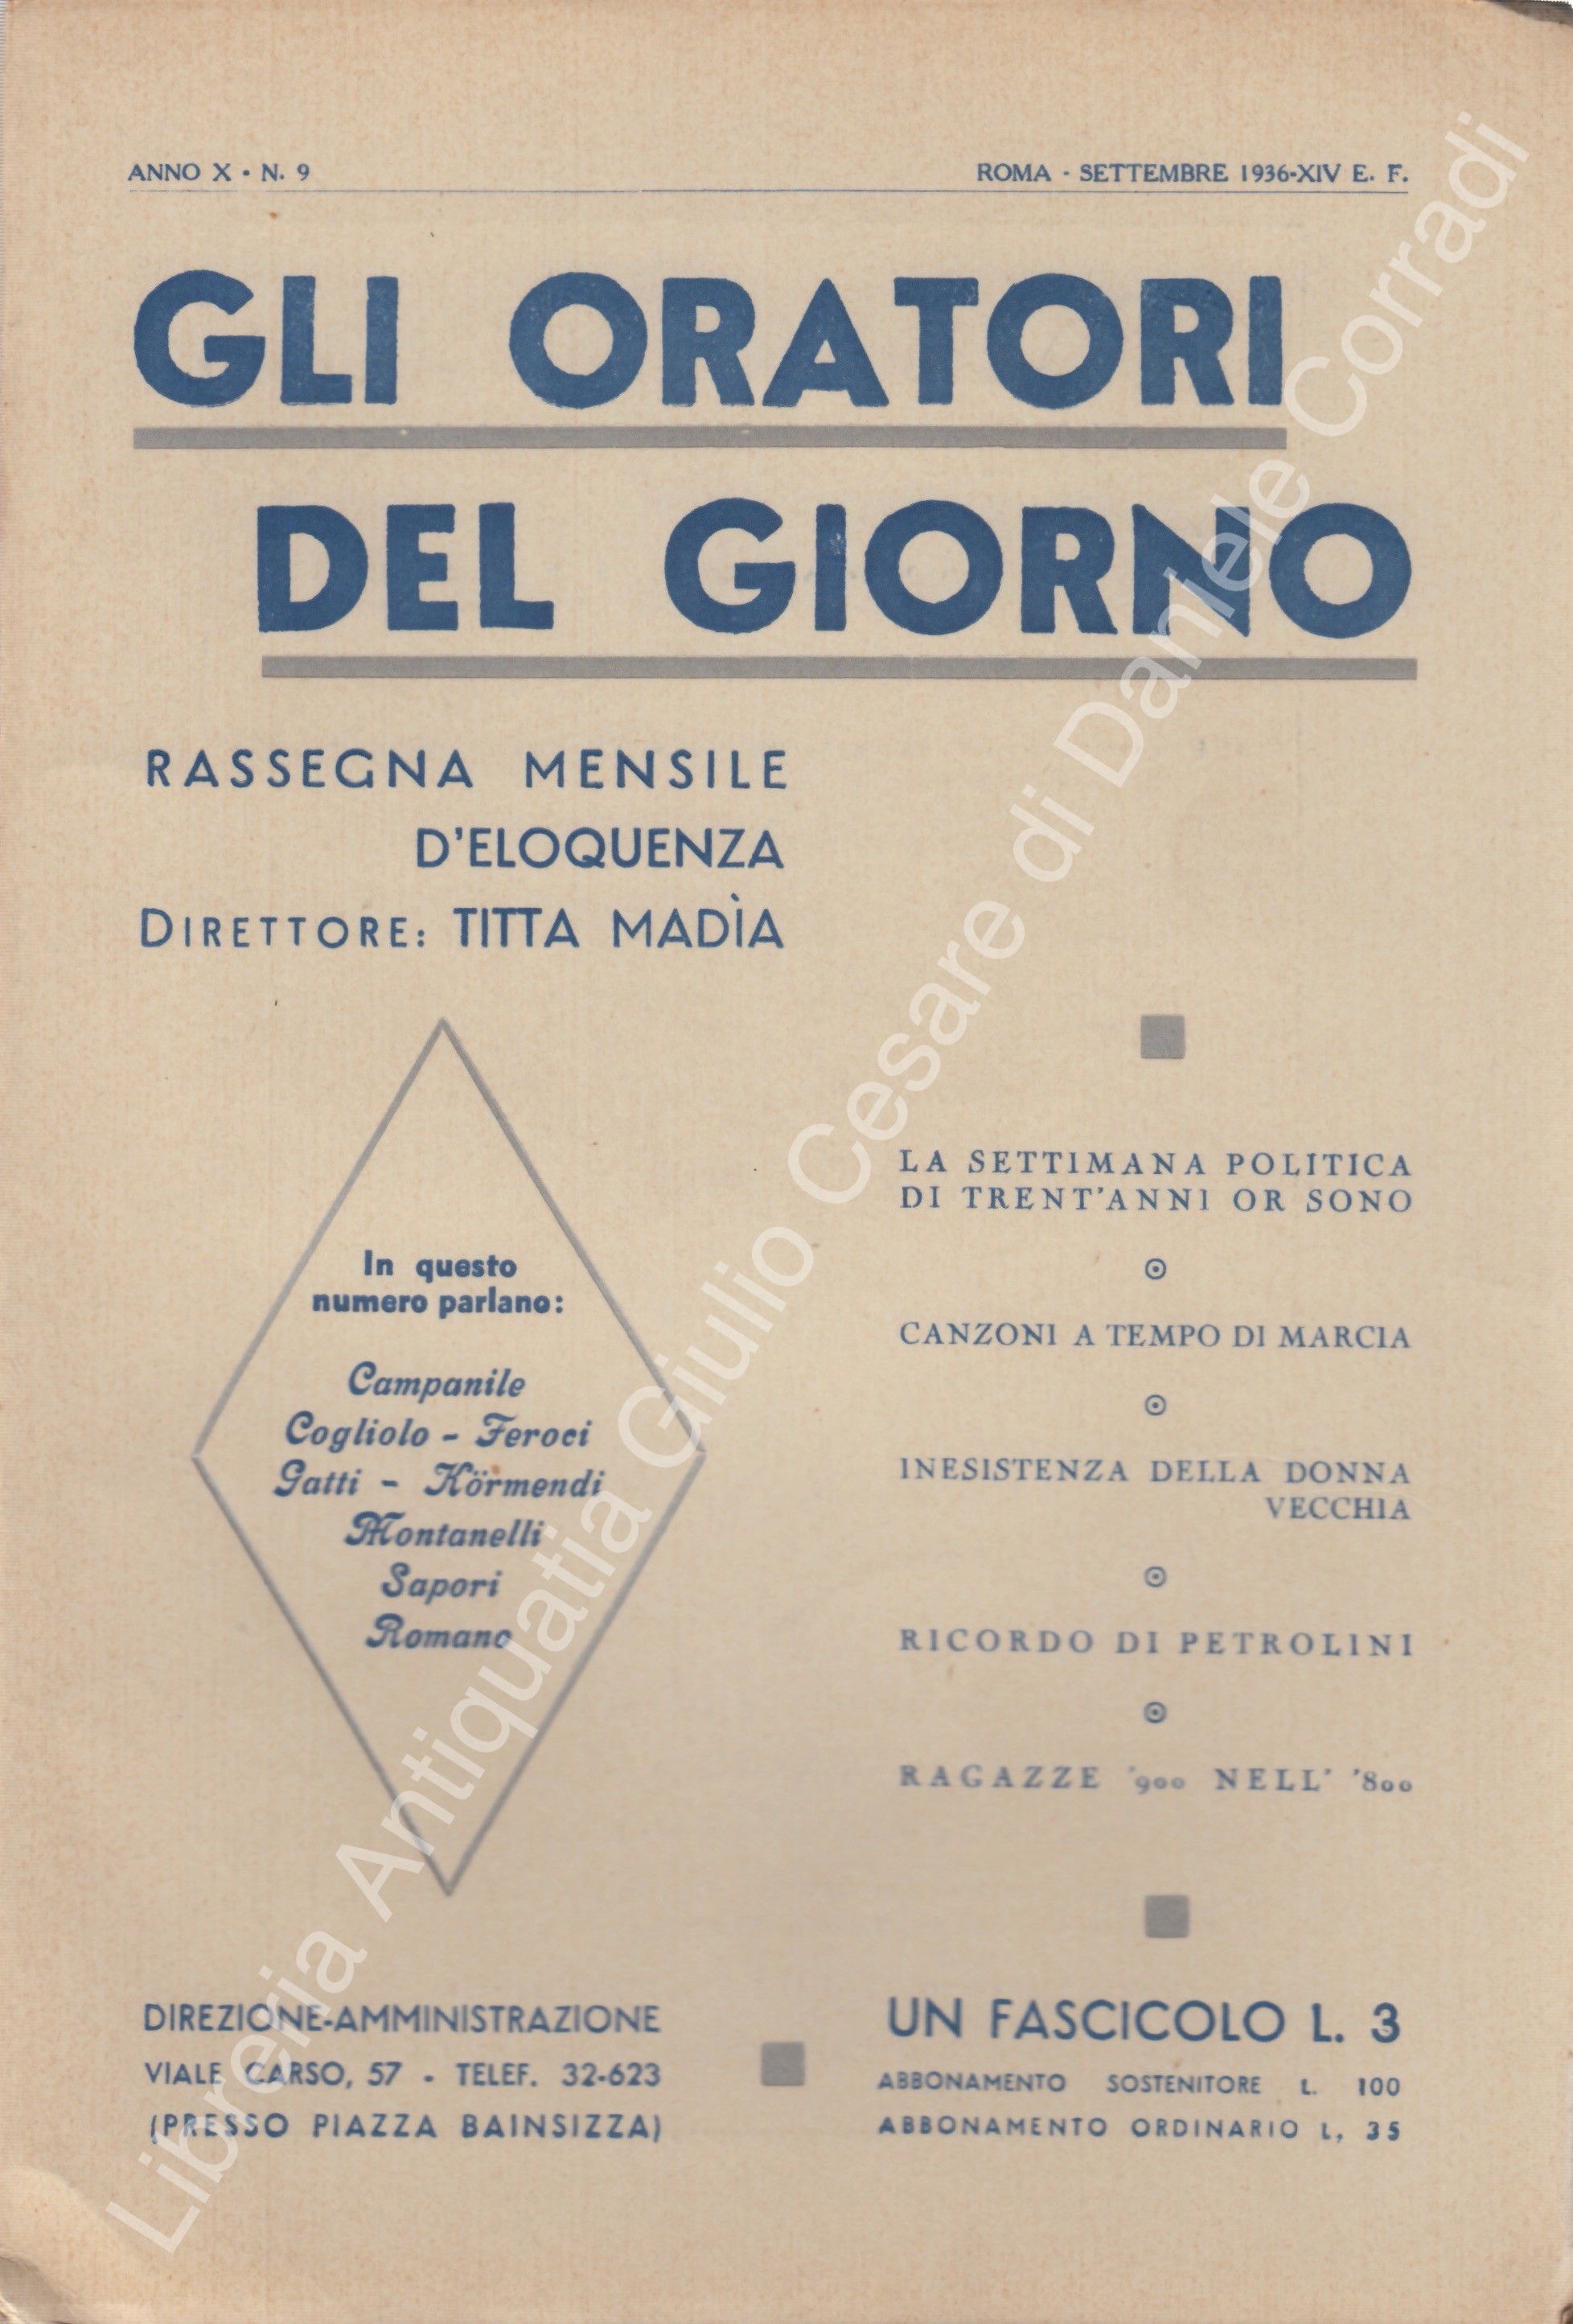 ANNO X • N. 9
ROMA - SETTEMBRE 1936-XIV E. F.
GLI ORATORI
DEL GIORNO
RASSEGNA MENSILE
D'ELOQUENZA
DIRETTORE: TITTA MADÌA
In questo
numero parlano:
Campanile
Cogliolo - Feroci
Gatti - Körmendi
Montanelli
Sapori
Romano
LA SETTIMANA POLITICA
DI TRENT'ANNI OR SONO
CANZONI A TEMPO DI MARCIA
INESISTENZA DELLA DONNA
VECCHIA
RICORDO DI PETROLINI
RAGAZZE '900 NELL' '800
DIREZIONE-AMMINISTRAZIONE
VIALE CARSO, 57 - TELEF. 32-623
(PRESSO PIAZZA BAINSIZZA)
UN FASCICOLO L. 3
ABBONAMENTO SOSTENITORE L. 100
ABBONAMENTO ORDINARIO L, 35
Libreria Antiquatia Giulio Cesare di Daniele Corradi